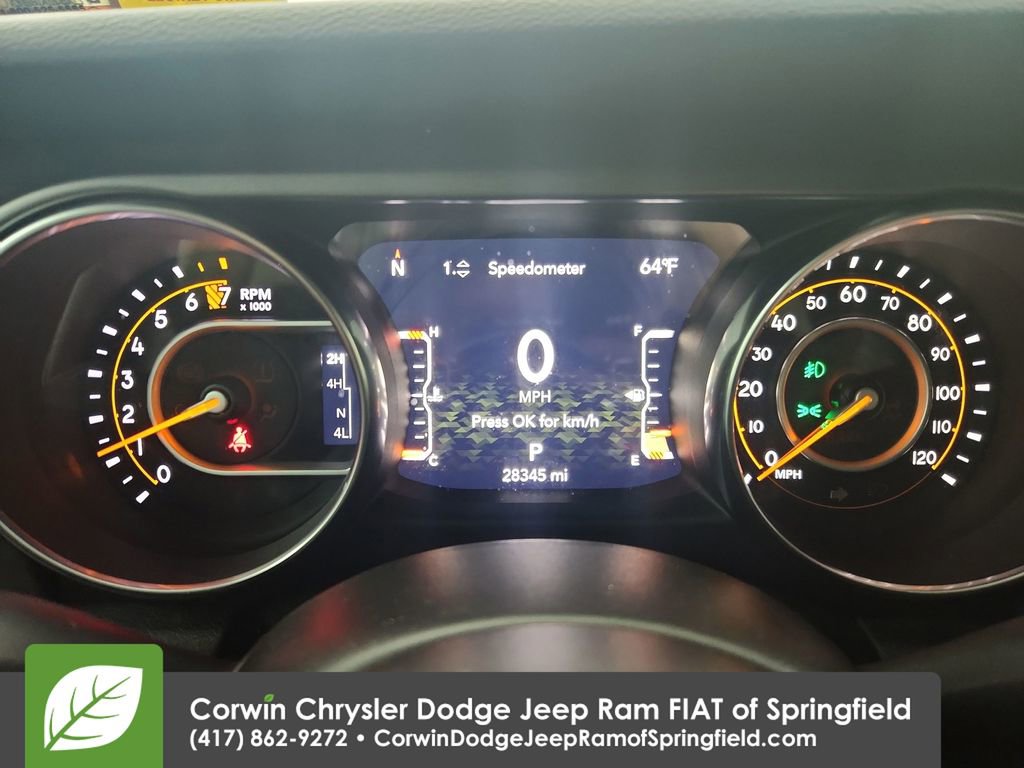 N
1. Speedometer
64°F
7 RPM
x 1000
6
5
4
3
2
1
0
2H
4H
N
4L
H
C
0
MPH
Press OK for km/h
P
28345 mi
F
E
0
10
20
30
40
50
60
70
80
90
100
110
120
MPH
Corwin Chrysler Dodge Jeep Ram FIAT of Springfield
(417) 862-9272 • CorwinDodgeJeepRamofSpringfield.com